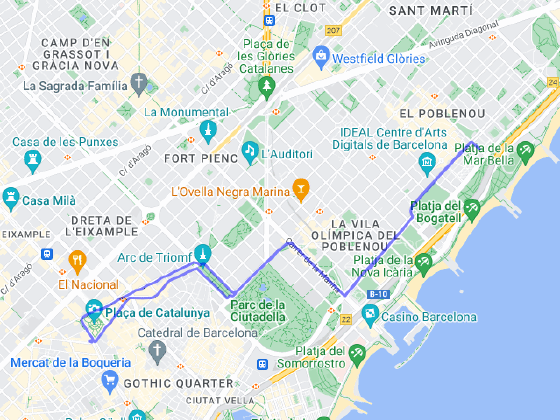 EL CLOT
SANT MARTÍ
207
Avinguda Diagonal
CAMP D'EN
GRASSOT I
GRÀCIA NOVA
Plaça de
les Glòries
Catalanes
Westfield Glòries
C/ d'Aragó
La Sagrada Família
C/ d'Aragó
La Monumental
EL POBLENOU
IDEAL Centre d'Arts
Digitals de Barcelona
Platja de la
Mar Bella
Casa de les Punxes
C/ d'Aragó
FORT PIENC
L'Auditori
L'Ovella Negra Marina
Casa Milà
Platja del
Bogatell
DRETA DE
L'EIXAMPLE
EIXAMPLE
LA VILA
OLÍMPICA DEL
POBLENOU
Arc de Triomf
Carrer de la Marina
Platja de la
Nova Icària
El Nacional
B-10
Plaça de Catalunya
Parc de la
Ciutadella
22
Casino Barcelona
Catedral de Barcelona
Mercat de la Boqueria
Platja del
Somorrostro
GOTHIC QUARTER
CIUTAT VELLA